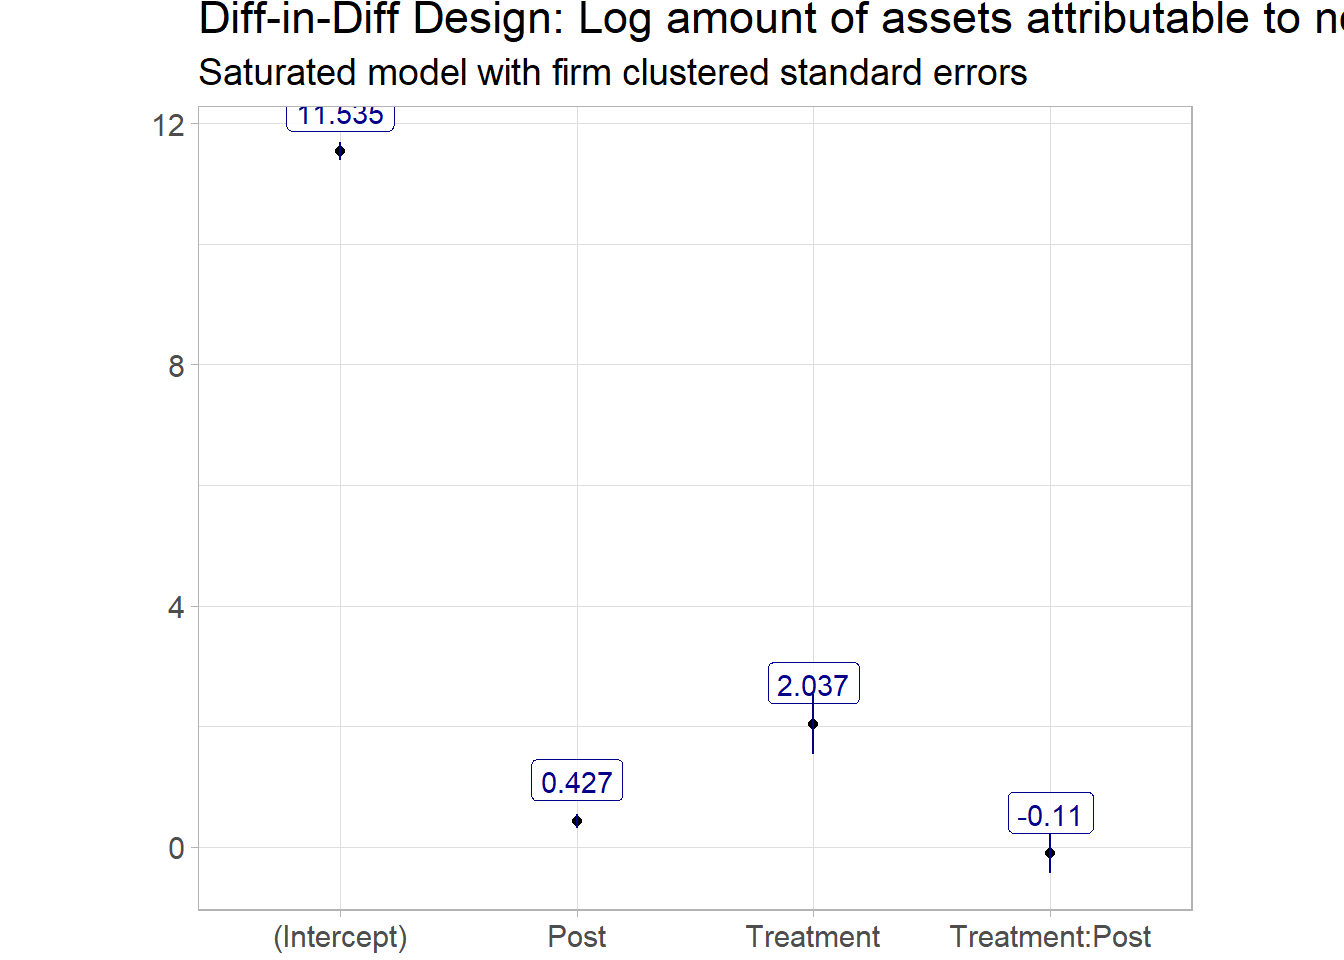 Diff-in-Diff Design: Log amount of assets attributable to
Saturated model with firm clustered standard errors
12
11.535
8
4
2.037
0.427
-0.11
0
(Intercept) Post Treatment Treatment:Post